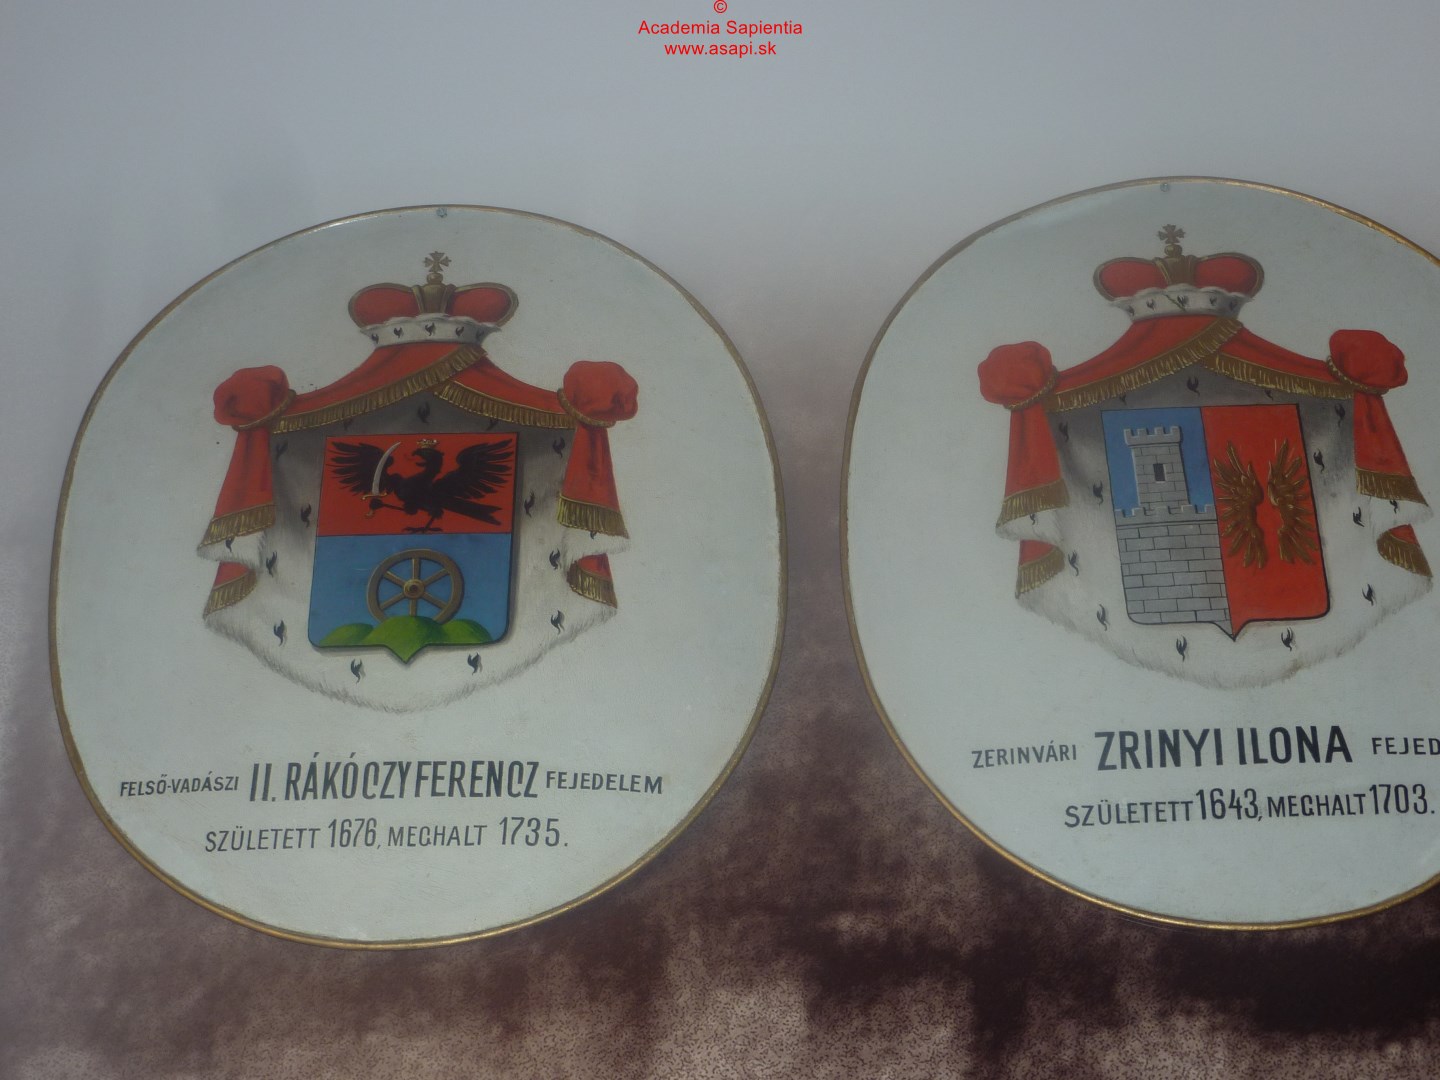 ©
Academia Sapientia
www.asapi.sk
FELSŐ-VADÁSZI II. RÁKÓCZY FERENCZ FEJEDELEM
SZÜLETETT 1676, MEGHALT 1735.
ZERINVÁRI ZRINYI ILONA FEJED
SZÜLETETT 1643, MEGHALT 1703.